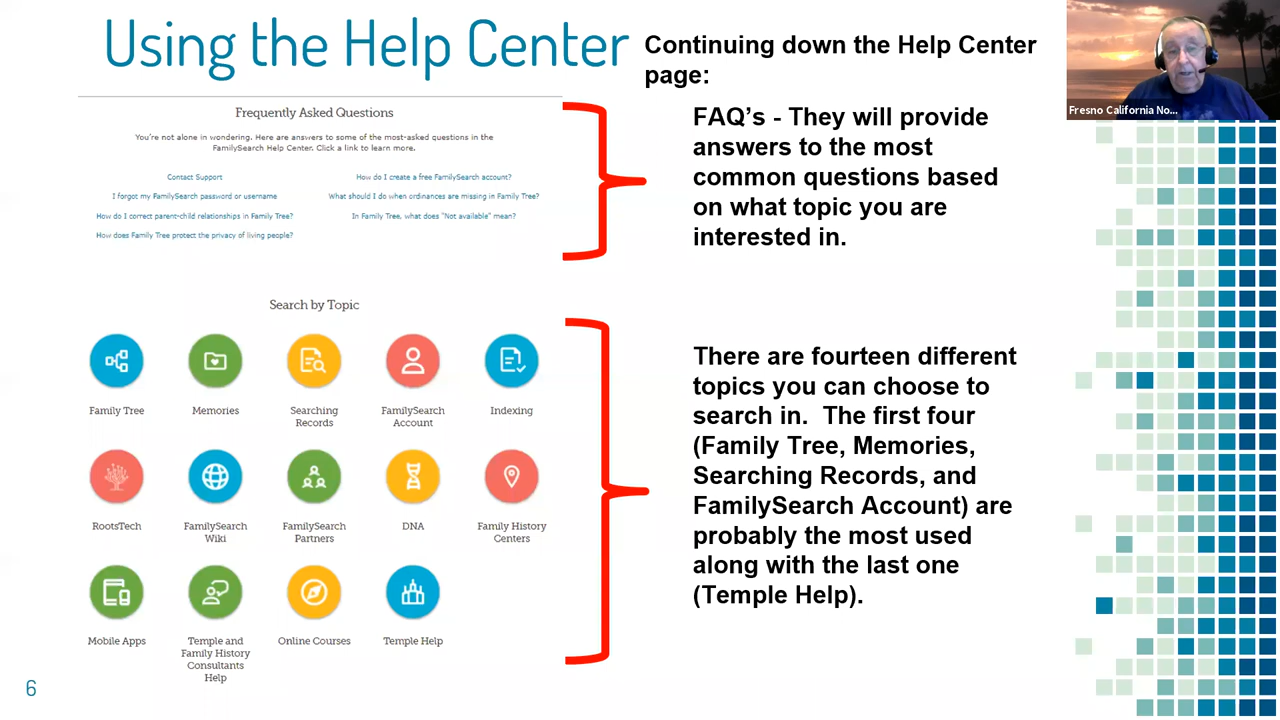 Using the Help Center
Continuing down the Help Center
page:
Fresno California No...
Frequently Asked Questions
You're not alone in wondering. Here are answers to some of the most-asked questions in the
FamilySearch Help Center. Click a link to learn more.
Contact Support
How do I create a free FamilySearch account?
I forgot my FamilySearch password or username
What should I do when ordinances are missing in Family Tree?
How do I correct parent-child relationships in Family Tree?
In Family Tree, what does "Not available" mean?
How does Family Tree protect the privacy of living people?
FAQ's - They will provide
answers to the most
common questions based
on what topic you are
interested in.
Search by Topic
Family Tree
Memories
Searching
Records
FamilySearch
Account
Indexing
RootsTech
FamilySearch
Wiki
FamilySearch
Partners
DNA
Family History
Centers
Mobile Apps
Temple and
Family History
Consultants
Help
Online Courses
Temple Help
There are fourteen different
topics you can choose to
search in. The first four
(Family Tree, Memories,
Searching Records, and
FamilySearch Account) are
probably the most used
along with the last one
(Temple Help).
6